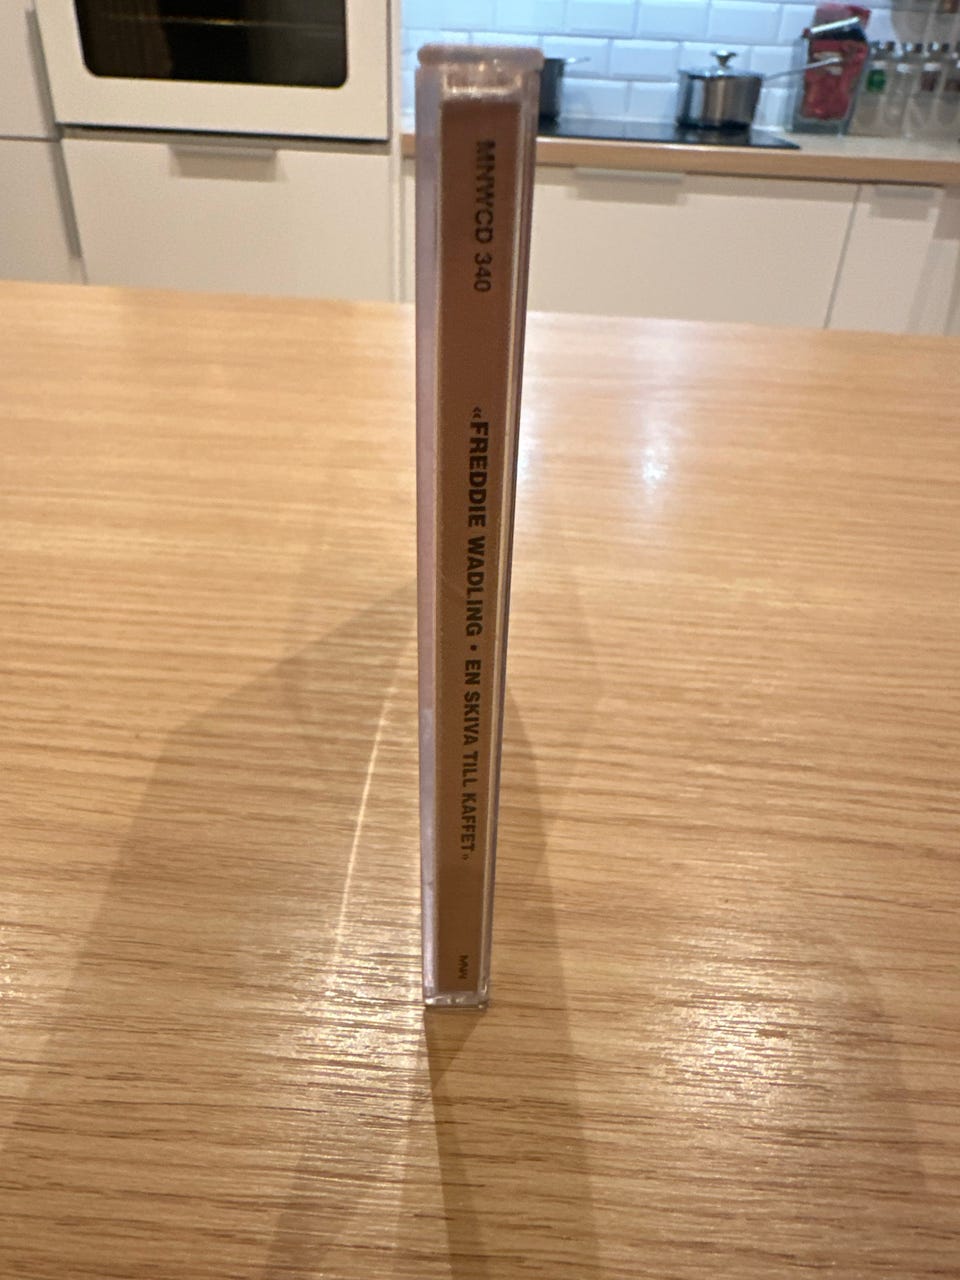 MNWCD 340
«FREDDIE WADLING • EN SKIVA TILL KAFFET»
MNW